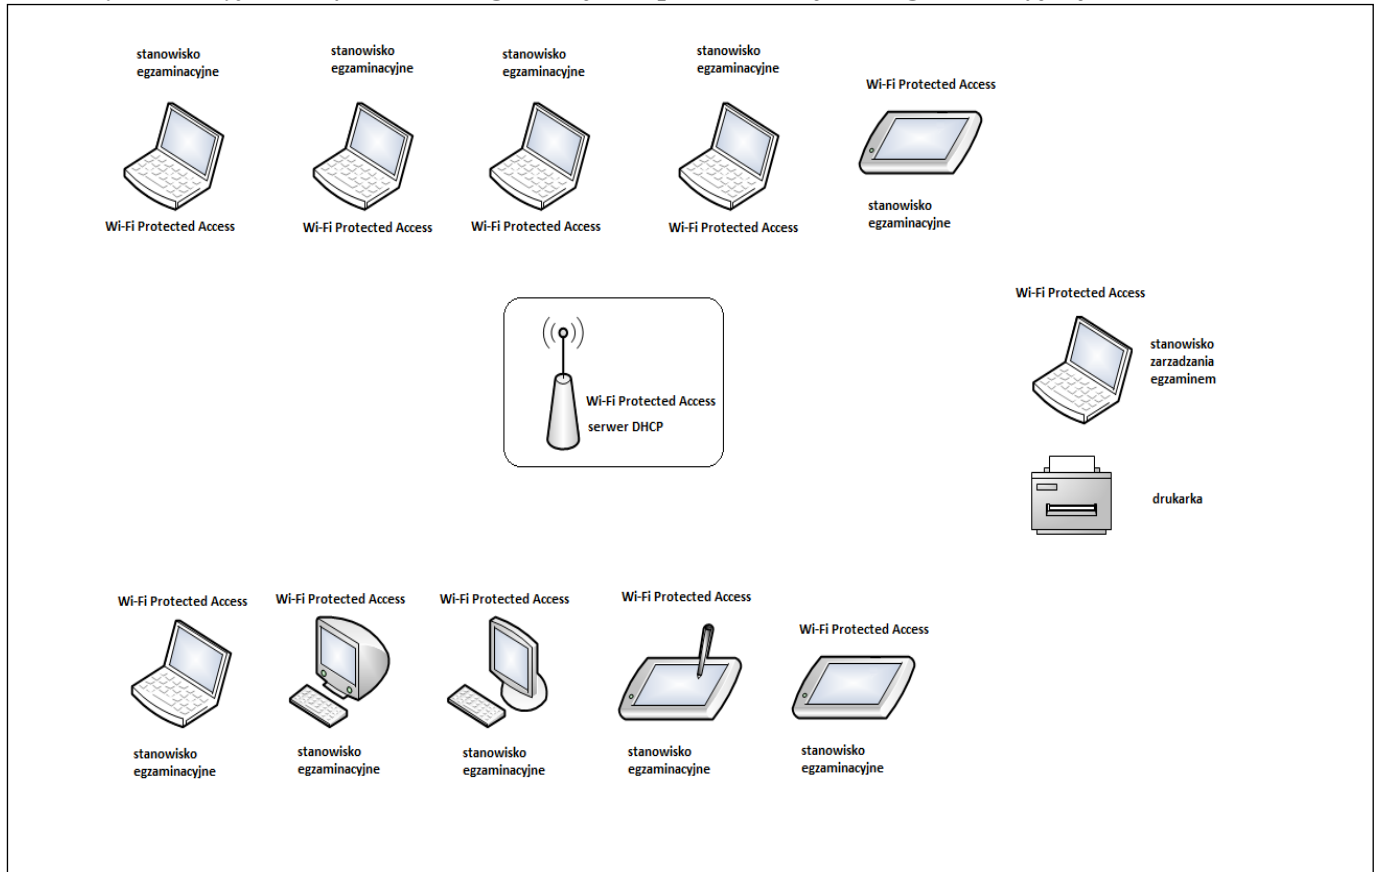 stanowisko
egzaminacyjne
stanowisko
egzaminacyjne
stanowisko
egzaminacyjne
stanowisko
egzaminacyjne
Wi-Fi Protected Access
Wi-Fi Protected Access
Wi-Fi Protected Access
Wi-Fi Protected Access
Wi-Fi Protected Access
stanowisko
egzaminacyjne
Wi-Fi Protected Access
stanowisko
zarzadzania
egzaminem
Wi-Fi Protected Access
serwer DHCP
drukarka
Wi-Fi Protected Access
Wi-Fi Protected Access
Wi-Fi Protected Access
Wi-Fi Protected Access
Wi-Fi Protected Access
stanowisko
egzaminacyjne
stanowisko
egzaminacyjne
stanowisko
egzaminacyjne
stanowisko
egzaminacyjne
stanowisko
egzaminacyjne